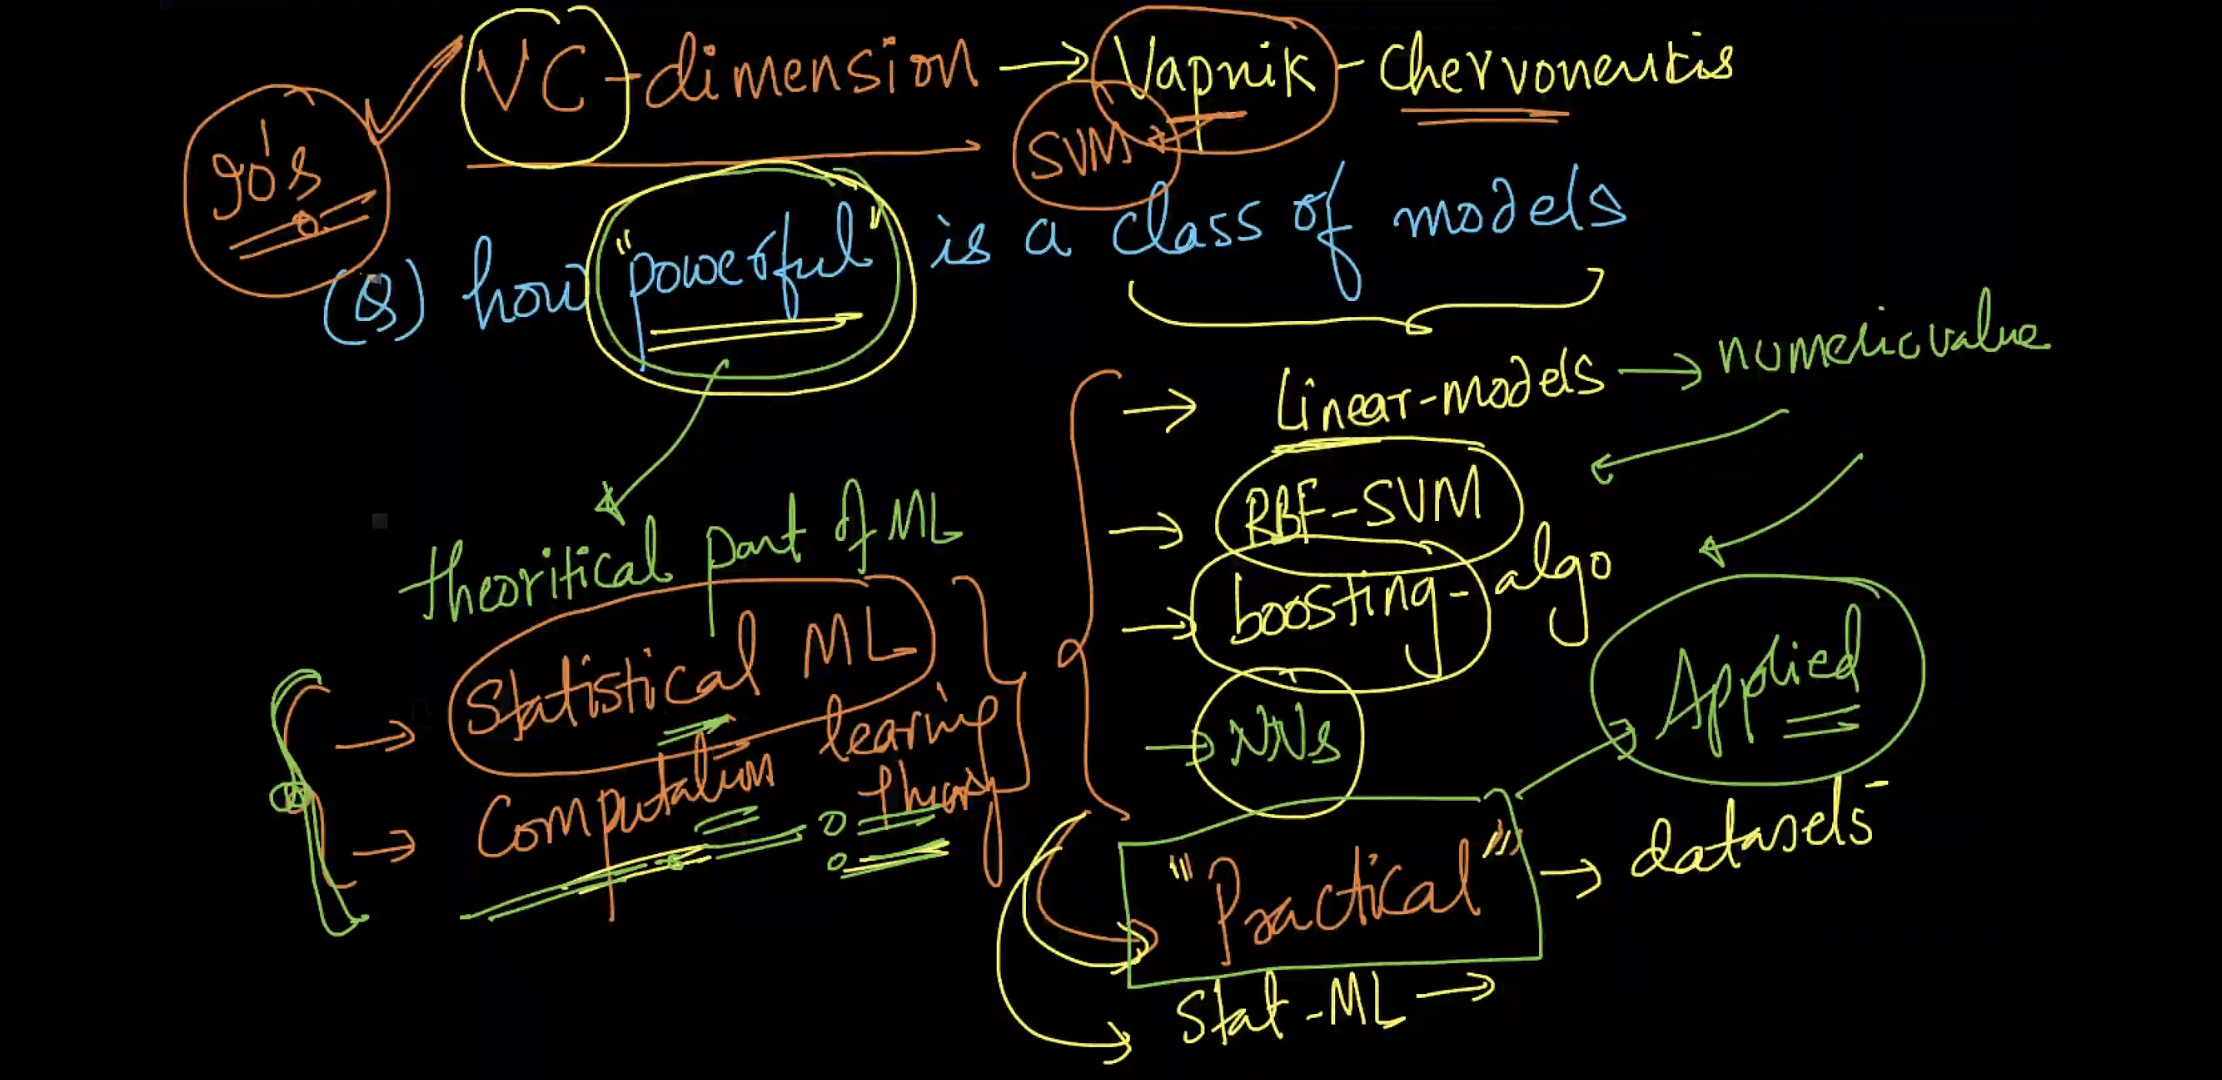 VC-dimension → Vapnik - Chervonenkis
90's
SVM
(Q) how "powerful" is a class of models
→ Linear-models → numeric value
→ RBF-SVM
→ boosting-algo
→ NNs
theoritical part of ML
→ Statistical ML
→ Computation learning theory
Applied
"Practical" → datasets
Stat-ML →